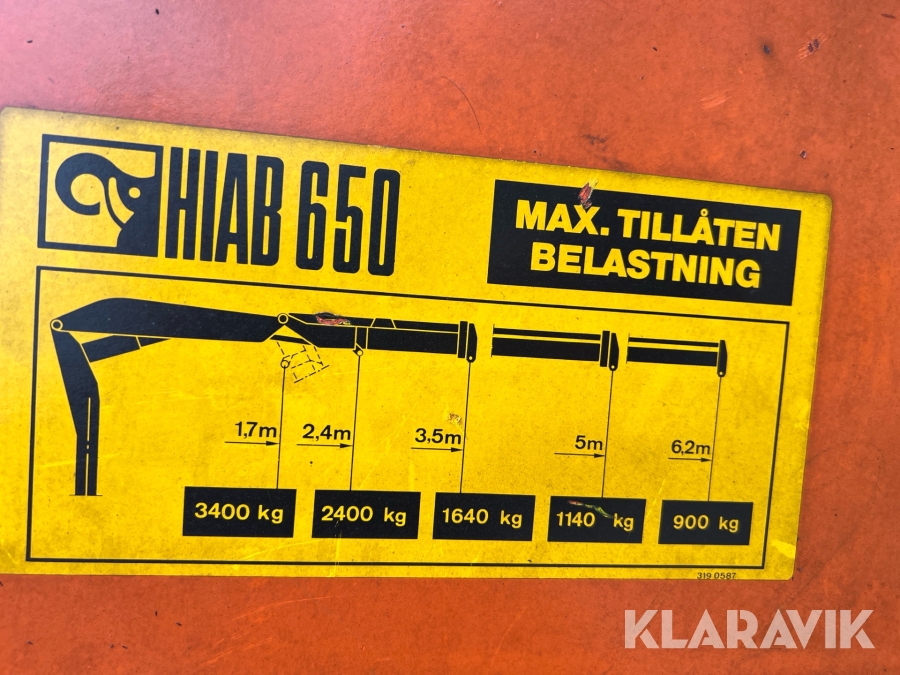 HIAB 650
MAX. TILLÅTEN
BELASTNING
1,7m
2,4m
3,5m
5m
6,2m
3400 kg
2400 kg
1640 kg
1140 kg
900 kg
319 0587
KLARAVIK